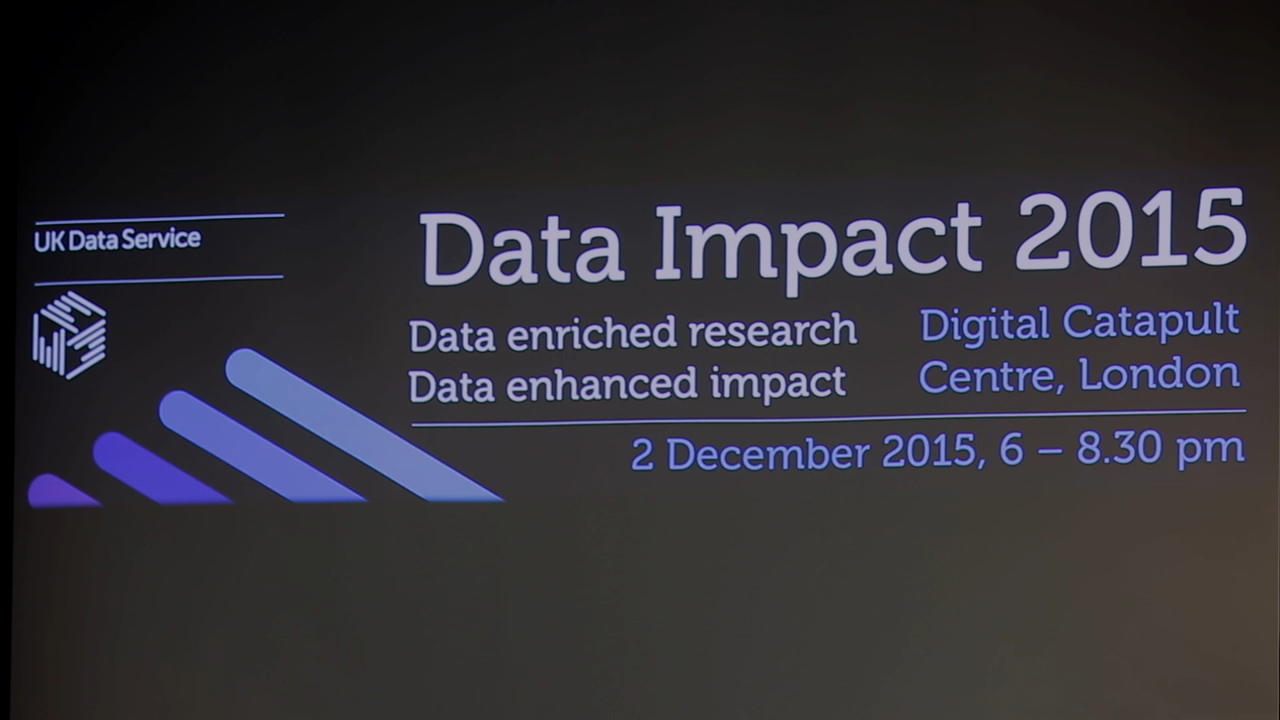 UK Data Service
Data Impact 2015
Data enriched research
Data enhanced impact
Digital Catapult
Centre, London
2 December 2015, 6 – 8.30 pm